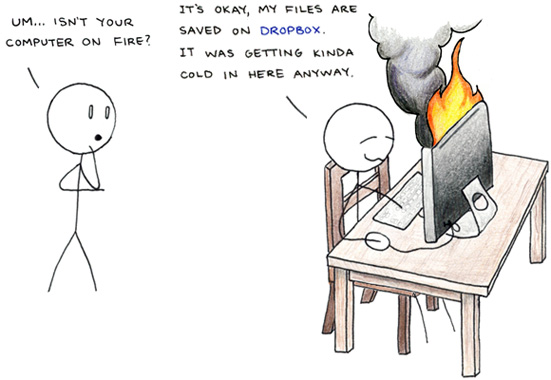 UM... ISN'T YOUR
COMPUTER ON FIRE?
IT'S OKAY, MY FILES ARE
SAVED ON DROPBOX.
IT WAS GETTING KINDA
COLD IN HERE ANYWAY.